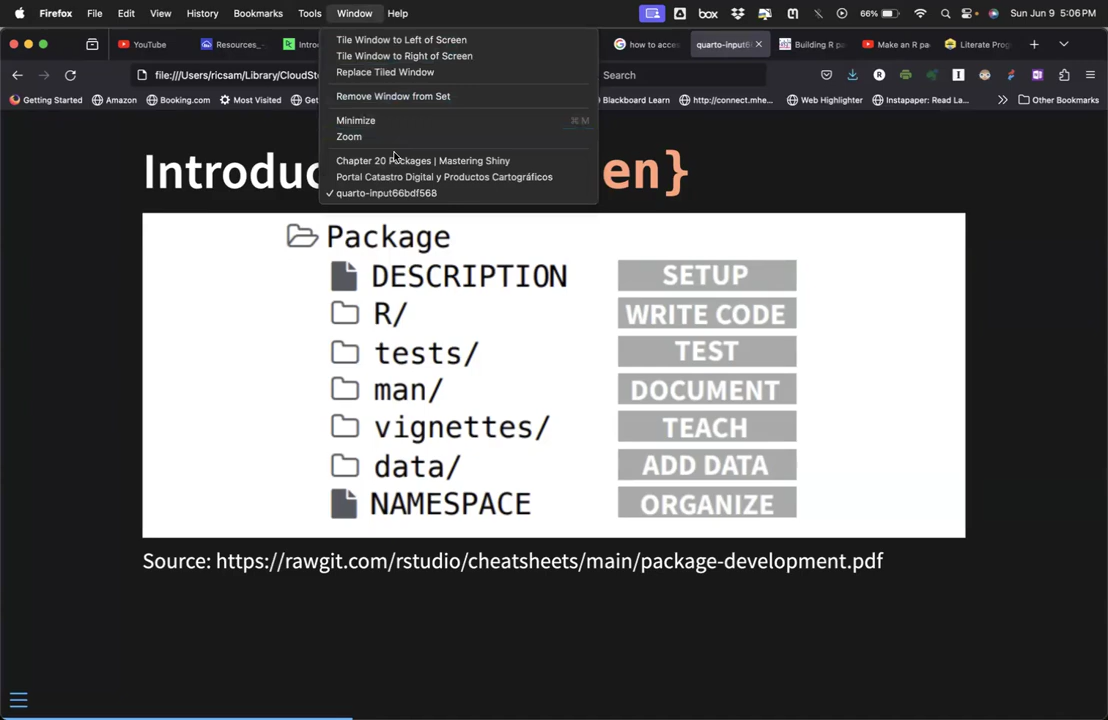 Firefox File Edit View History Bookmarks Tools Window Help box 66% Sun Jun 9 5:06 PM
YouTube Resources_ Introd how to acces quarto-input6 Building R pa Make an R pa Literate Prog
file:///Users/ricsam/Library/CloudSto Search
Getting Started Amazon Booking.com Most Visited Get Blackboard Learn http://connect.mhe... Web Highlighter Instapaper: Read La... Other Bookmarks
Tile Window to Left of Screen
Tile Window to Right of Screen
Replace Tiled Window
Remove Window from Set
Minimize ⌘ M
Zoom
Chapter 20 Packages | Mastering Shiny
Portal Catastro Digital y Productos Cartográficos
✓ quarto-input66bdf568
Introduc en}
Package
DESCRIPTION SETUP
R/ WRITE CODE
tests/ TEST
man/ DOCUMENT
vignettes/ TEACH
data/ ADD DATA
NAMESPACE ORGANIZE
Source: https://rawgit.com/rstudio/cheatsheets/main/package-development.pdf